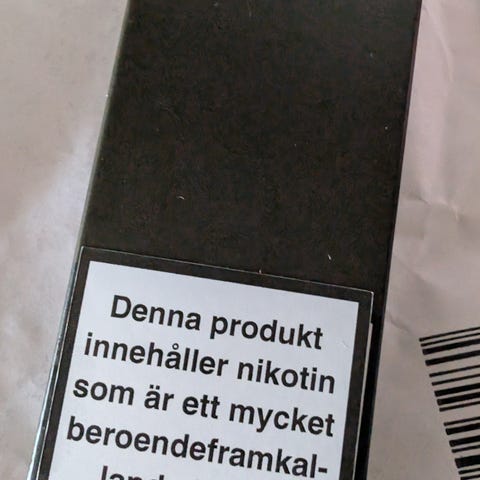 Denna produkt
innehåller nikotin
som är ett mycket
beroendeframkal-